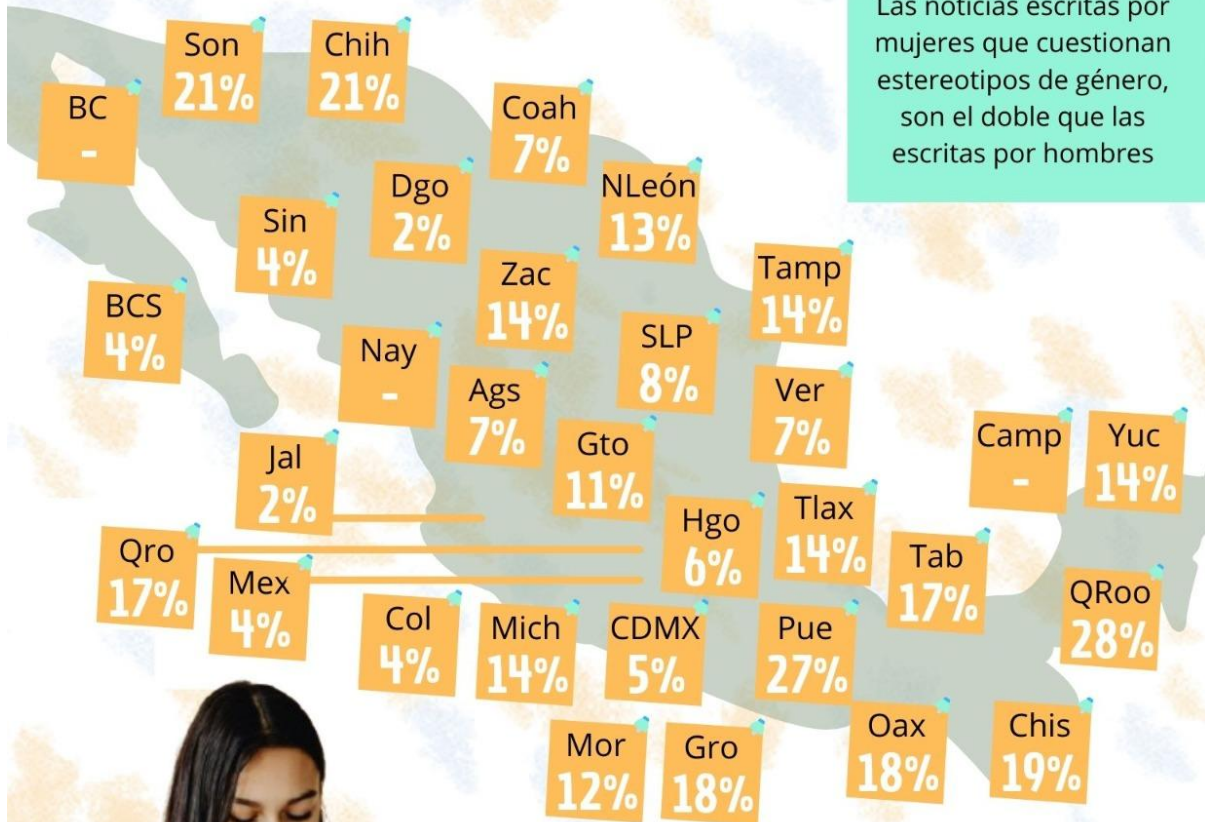 Las noticias escritas por
mujeres que cuestionan
estereotipos de género,
son el doble que las
escritas por hombres
Son
21%
Chih
21%
BC
-
Coah
7%
Dgo
2%
NLeón
13%
Sin
4%
Zac
14%
Tamp
14%
BCS
4%
SLP
8%
Nay
-
Ags
7%
Ver
7%
Gto
11%
Camp
-
Yuc
14%
Jal
2%
Hgo
6%
Tlax
14%
Qro
17%
Mex
4%
Tab
17%
QRoo
28%
Col
4%
Mich
14%
CDMX
5%
Pue
27%
Mor
12%
Gro
18%
Oax
18%
Chis
19%